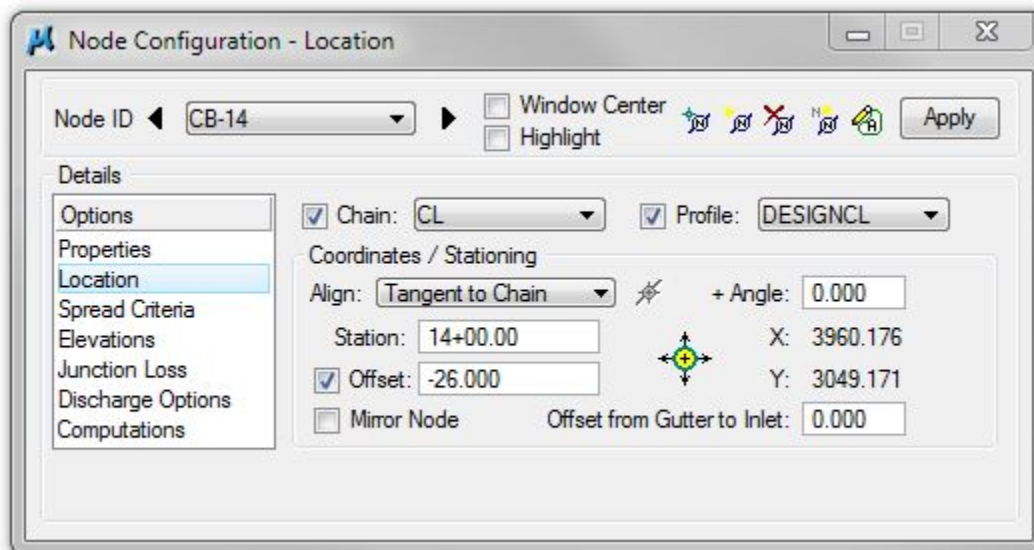 Node Configuration - Location
Node ID CB-14 Window Center Apply
Highlight
Details
Options Chain: CL Profile: DESIGNCL
Properties
Location
Spread Criteria
Elevations
Junction Loss
Discharge Options
Computations
Coordinates / Stationing
Align: Tangent to Chain + Angle: 0.000
Station: 14+00.00 X: 3960.176
Offset: -26.000 Y: 3049.171
Mirror Node Offset from Gutter to Inlet: 0.000